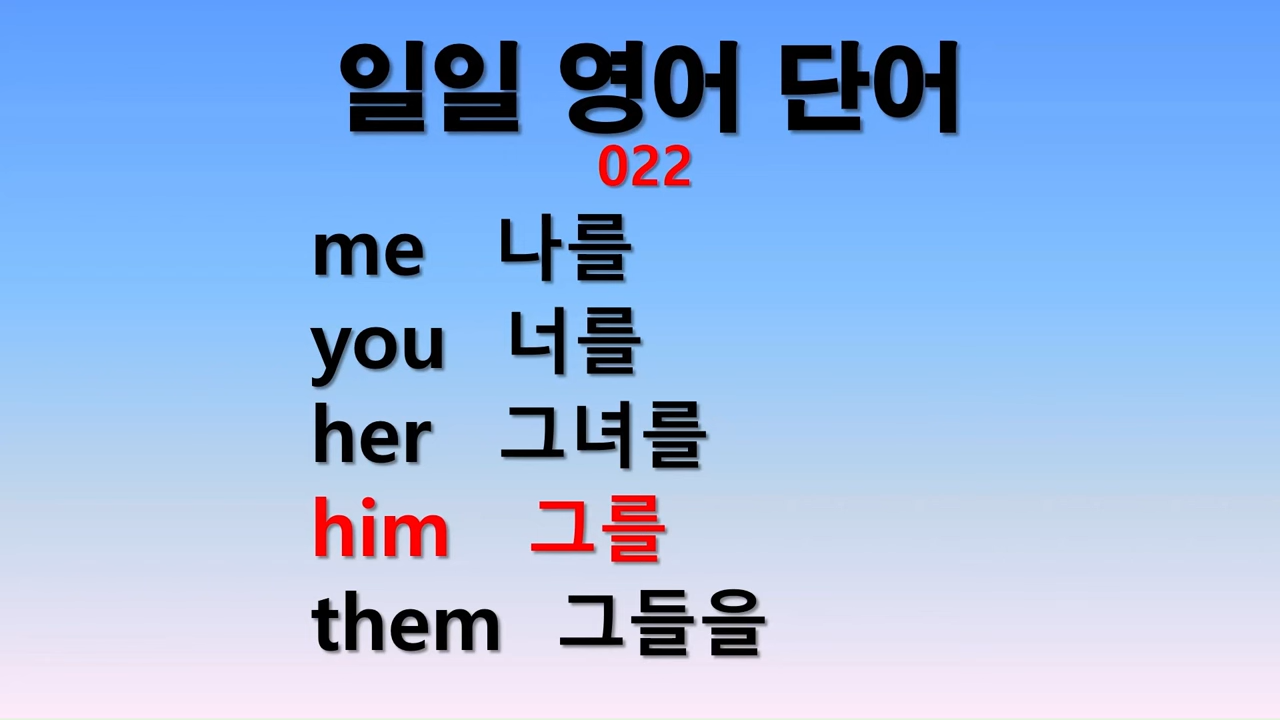 일일 영어 단어
022
me 나를
you 너를
her 그녀를
him 그를
them 그들을